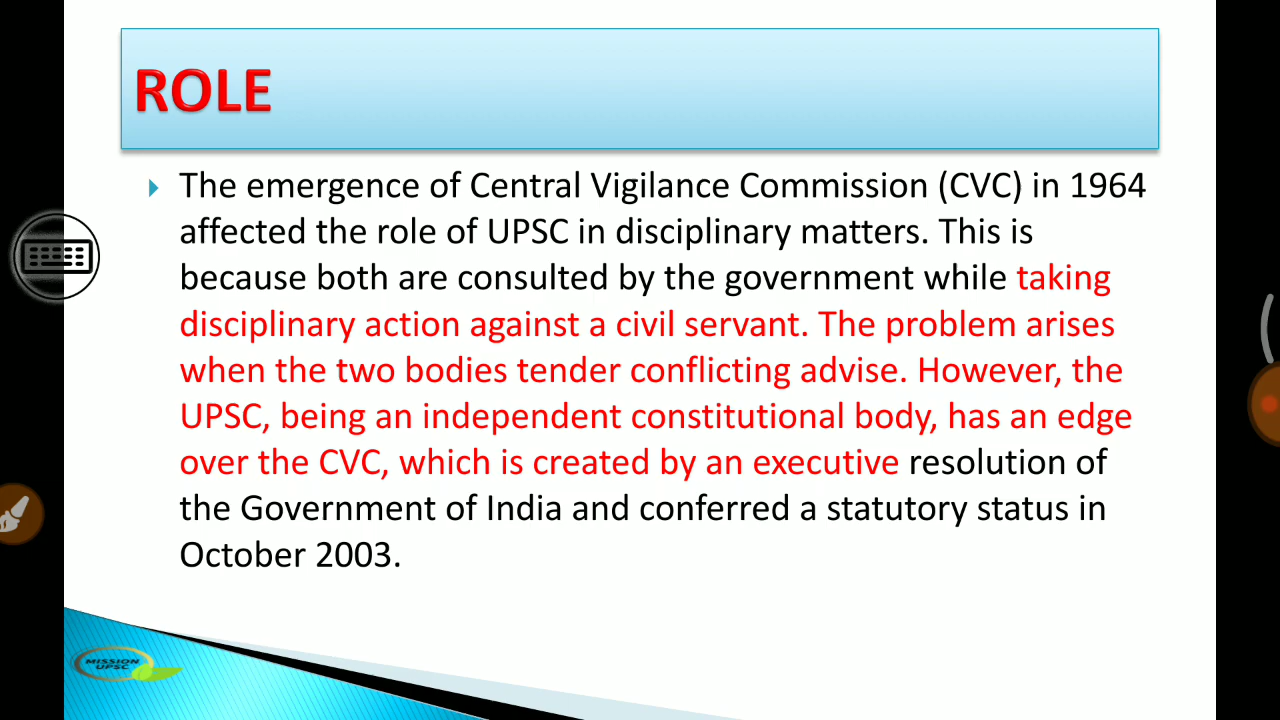 ROLE
The emergence of Central Vigilance Commission (CVC) in 1964
affected the role of UPSC in disciplinary matters. This is
because both are consulted by the government while taking
disciplinary action against a civil servant. The problem arises
when the two bodies tender conflicting advise. However, the
UPSC, being an independent constitutional body, has an edge
over the CVC, which is created by an executive resolution of
the Government of India and conferred a statutory status in
October 2003.
MISSION
UPSC